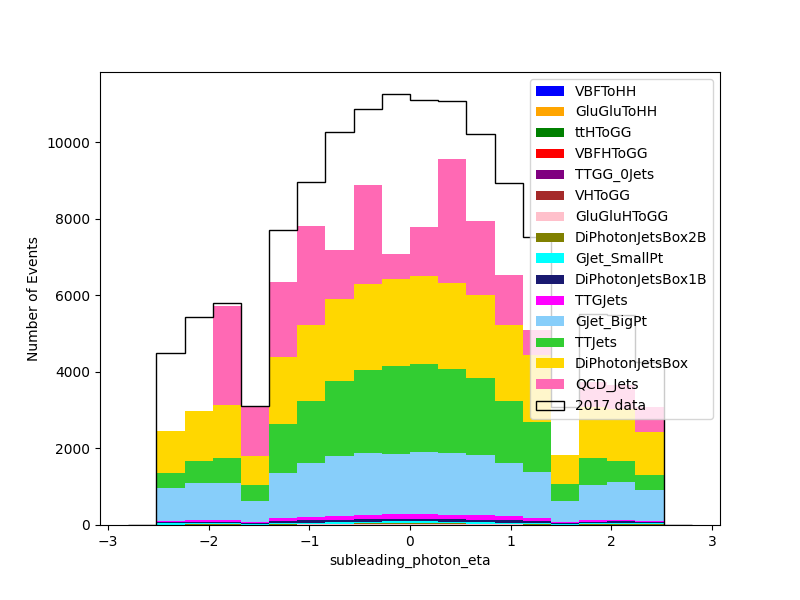 10000
8000
6000
4000
2000
0
Number of Events
−3
−2
−1
0
1
2
3
subleading_photon_eta
VBFToHH
GluGluToHH
ttHToGG
VBFHToGG
TTGG_0Jets
VHToGG
GluGluHToGG
DiPhotonJetsBox2B
GJet_SmallPt
DiPhotonJetsBox1B
TTGJets
GJet_BigPt
TTJets
DiPhotonJetsBox
QCD_Jets
2017 data